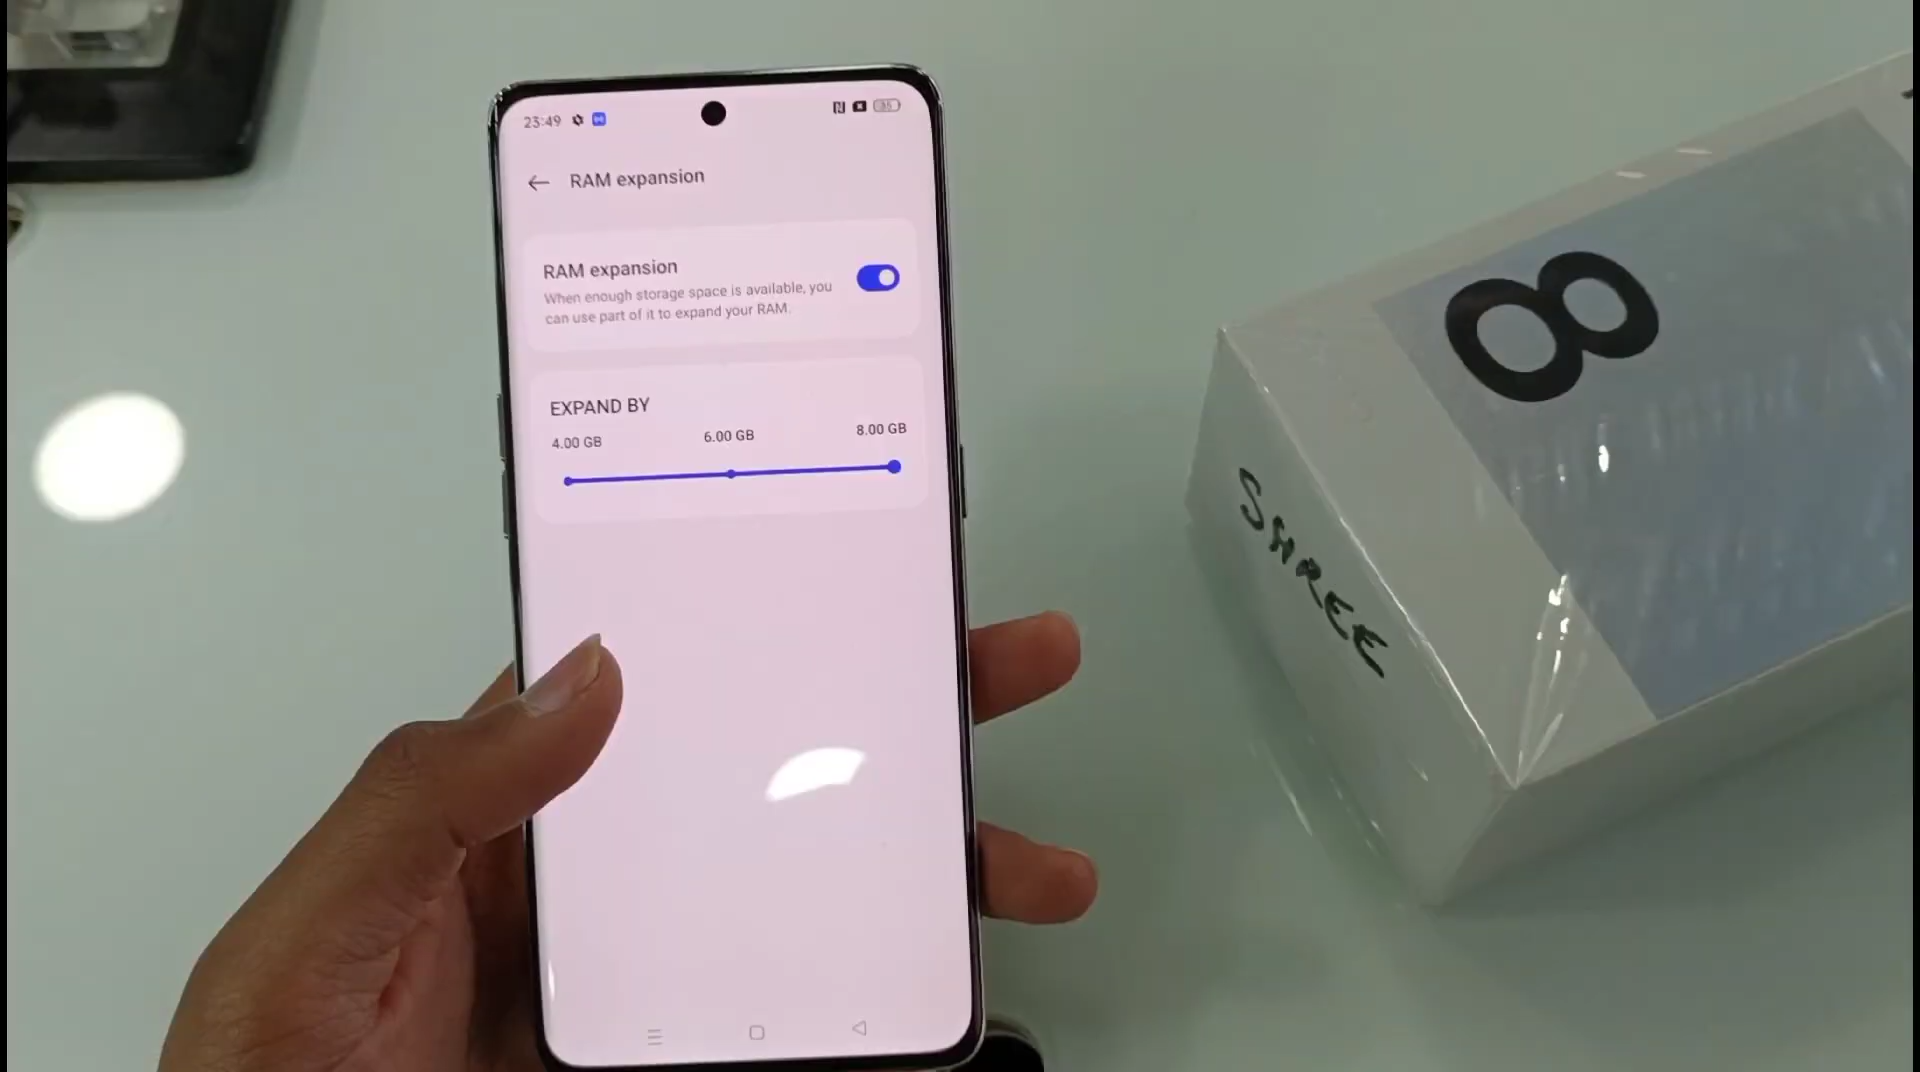 23:49
35
RAM expansion
RAM expansion
When enough storage space is available, you
can use part of it to expand your RAM.
EXPAND BY
4.00 GB 6.00 GB 8.00 GB
8
SHREE